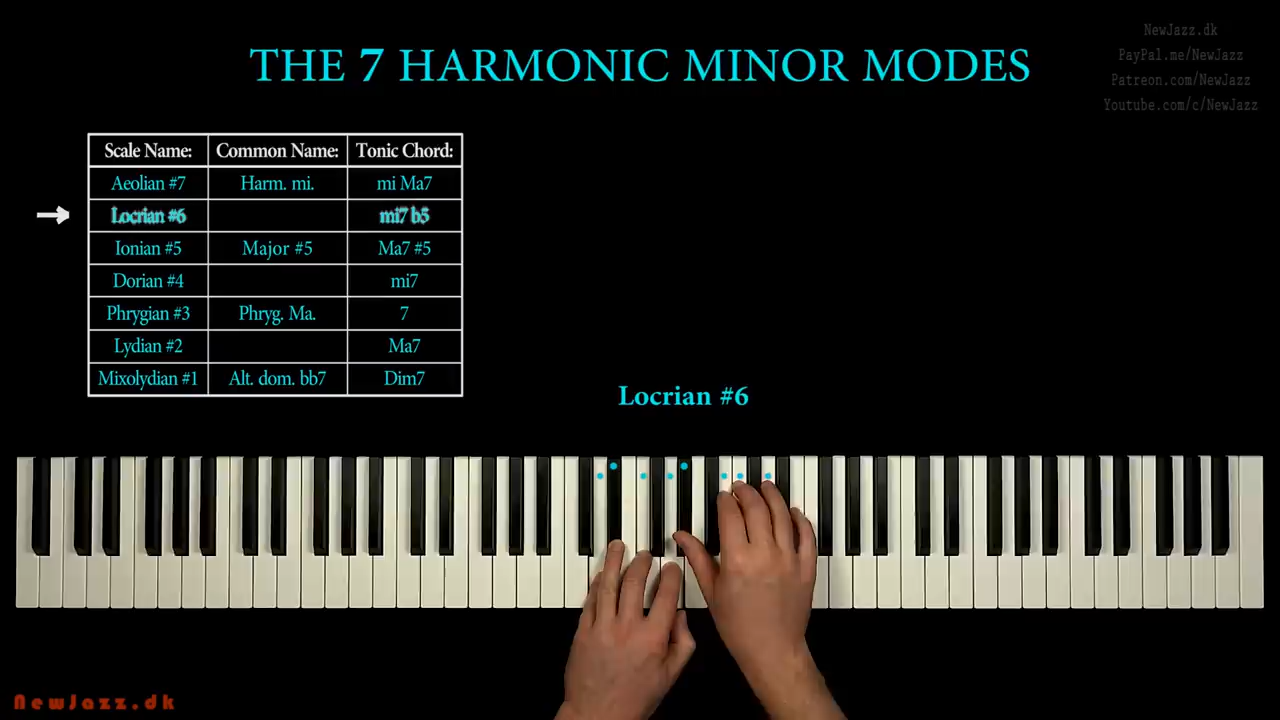 NewJazz.dk
PayPal.me/NewJazz
Patreon.com/NewJazz
Youtube.com/c/NewJazz
THE 7 HARMONIC MINOR MODES
Scale Name: Common Name: Tonic Chord:
Aeolian #7 Harm. mi. mi Ma7
Locrian #6 mi7 b5
Ionian #5 Major #5 Ma7 #5
Dorian #4 mi7
Phrygian #3 Phryg. Ma. 7
Lydian #2 Ma7
Mixolydian #1 Alt. dom. bb7 Dim7
Locrian #6
NewJazz.dk